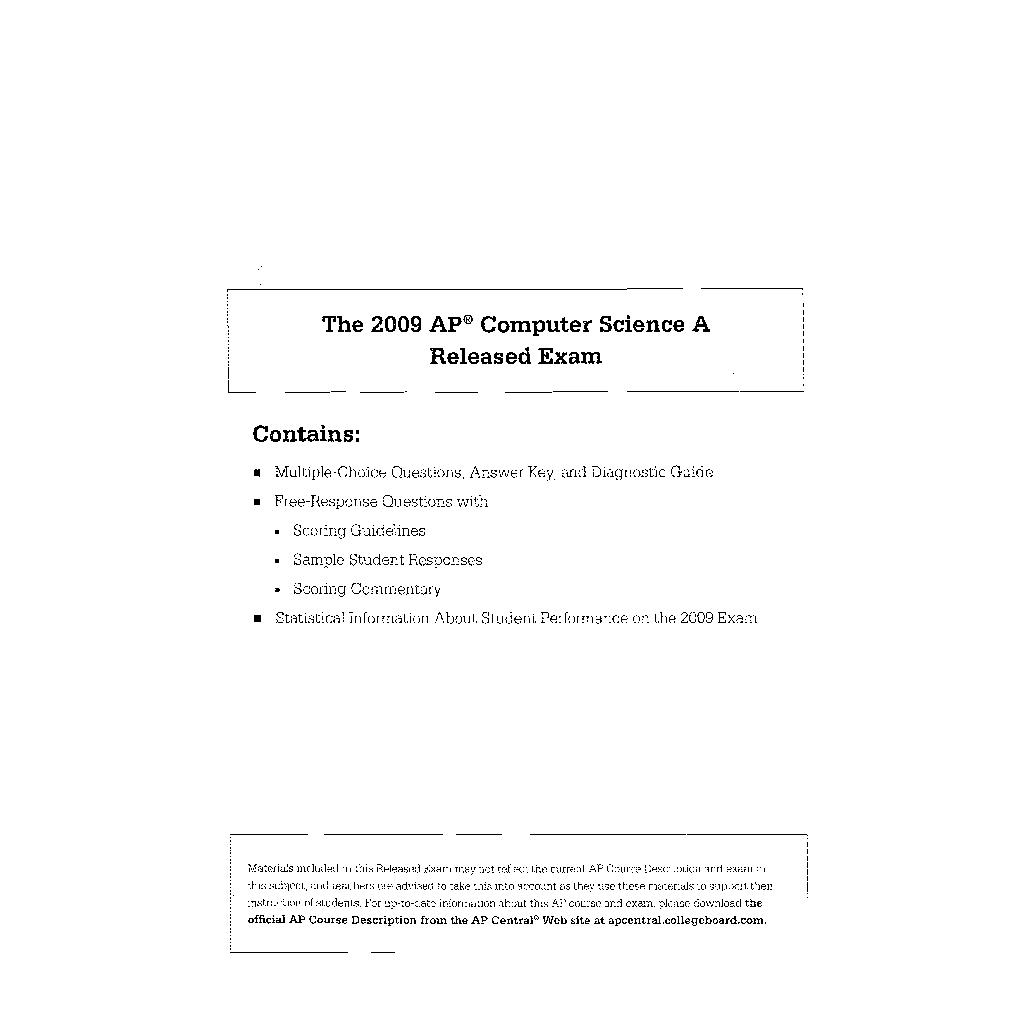 The 2009 AP® Computer Science A
Released Exam
Contains:
■ Multiple-Choice Questions, Answer Key, and Diagnostic Guide
■ Free-Response Questions with
• Scoring Guidelines
• Sample Student Responses
• Scoring Commentary
■ Statistical Information About Student Performance on the 2009 Exam
Materials included in this Released Exam may not reflect the current AP Course Description and exam in
this subject, and teachers are advised to take this into account as they use these materials to support their
instruction of students. For up-to-date information about this AP course and exam, please download the
official AP Course Description from the AP Central® Web site at apcentral.collegeboard.com.